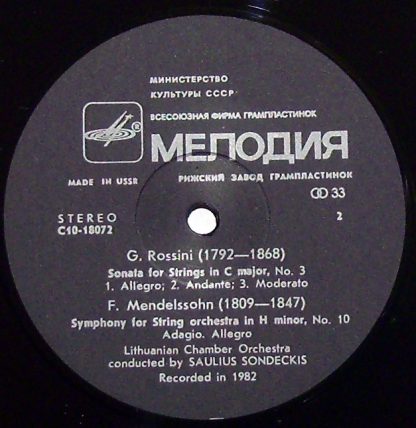 МИНИСТЕРСТВО
КУЛЬТУРЫ СССР
ВСЕСОЮЗНАЯ ФИРМА ГРАМПЛАСТИНОК
®
МЕЛОДИЯ
MADE IN USSR
РИЖСКИЙ ЗАВОД ГРАМПЛАСТИНОК
33
STEREO
2
С10-18072
G. Rossini (1792—1868)
Sonata for Strings in C major, No. 3
1. Allegro; 2. Andante; 3. Moderato
F. Mendelssohn (1809—1847)
Symphony for String orchestra in H minor, No. 10
Adagio. Allegro
Lithuanian Chamber Orchestra
conducted by SAULIUS SONDECKIS
Recorded in 1982